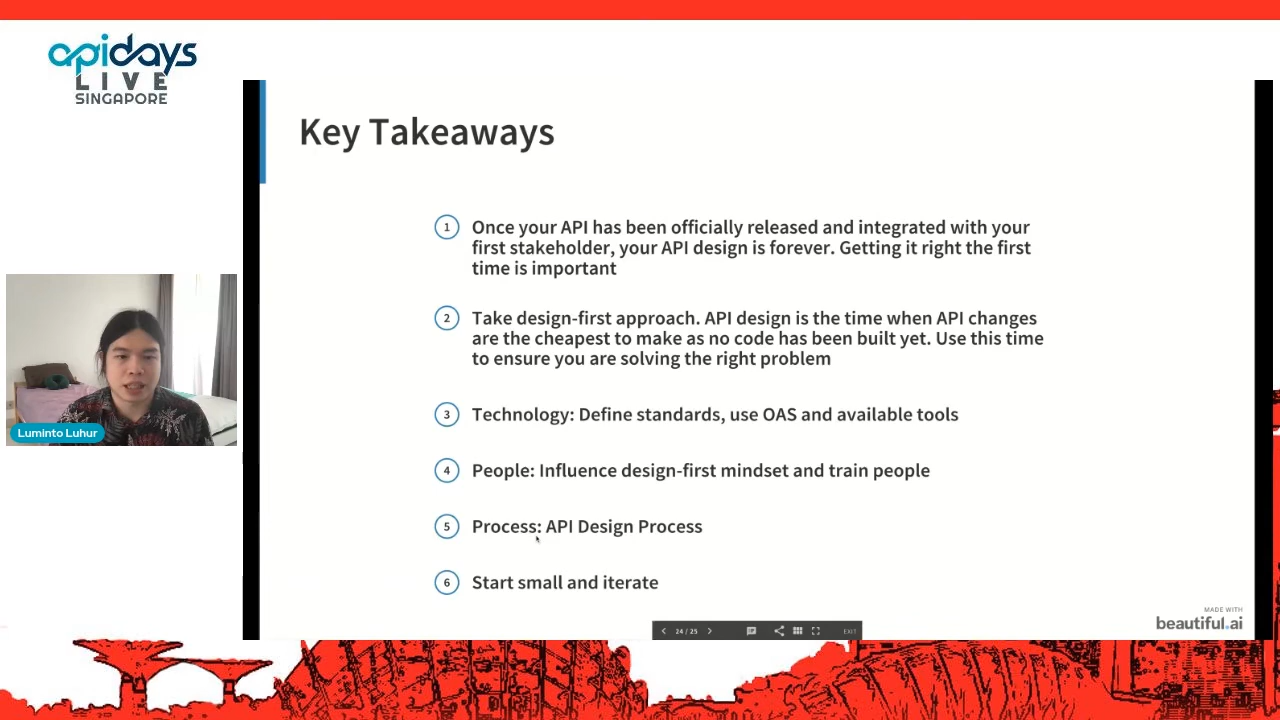 apidays
LIVE
SINGAPORE
Key Takeaways
1 Once your API has been officially released and integrated with your
first stakeholder, your API design is forever. Getting it right the first
time is important
2 Take design-first approach. API design is the time when API changes
are the cheapest to make as no code has been built yet. Use this time
to ensure you are solving the right problem
3 Technology: Define standards, use OAS and available tools
4 People: Influence design-first mindset and train people
5 Process: API Design Process
6 Start small and iterate
Luminto Luhur
24 / 25
EXIT
MADE WITH
beautiful.ai